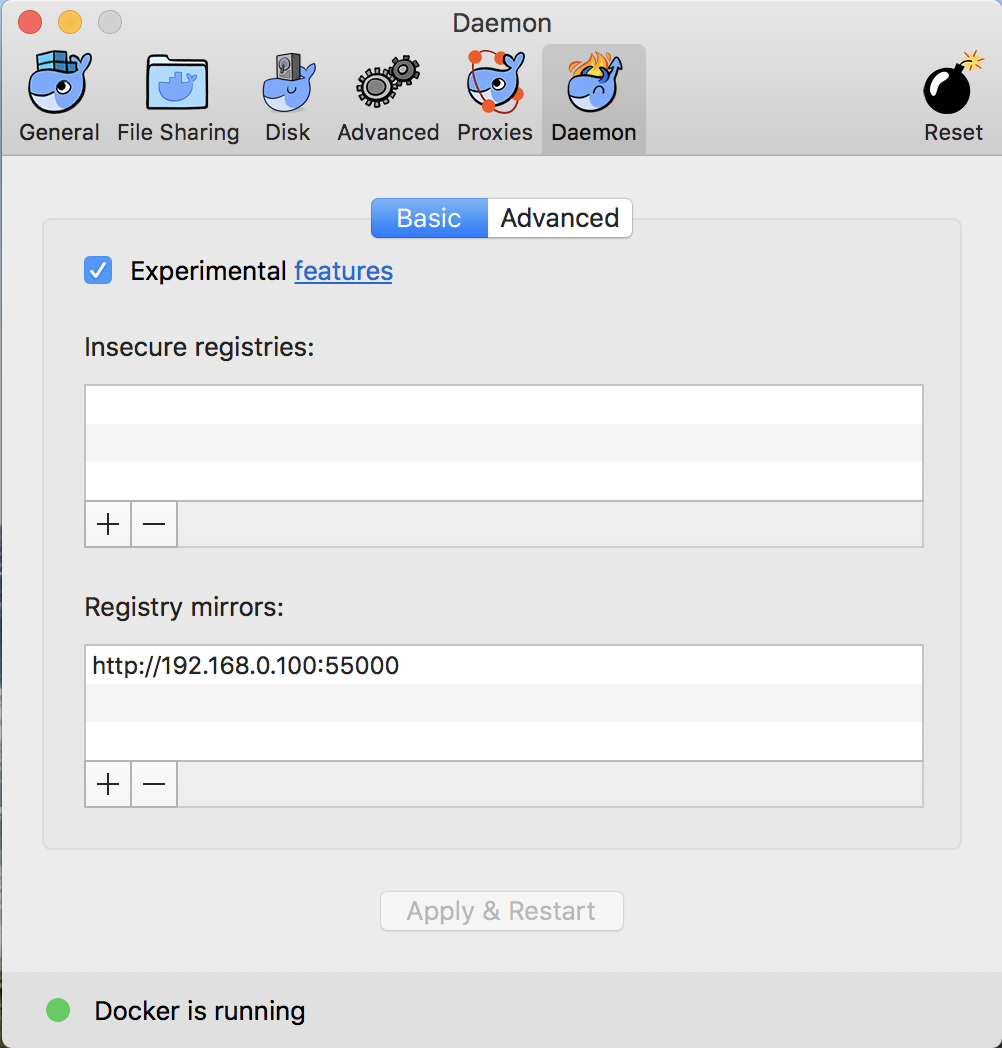 Daemon
General File Sharing Disk Advanced Proxies Daemon Reset
Basic Advanced
Experimental features
Insecure registries:
Registry mirrors:
http://192.168.0.100:55000
Apply & Restart
Docker is running